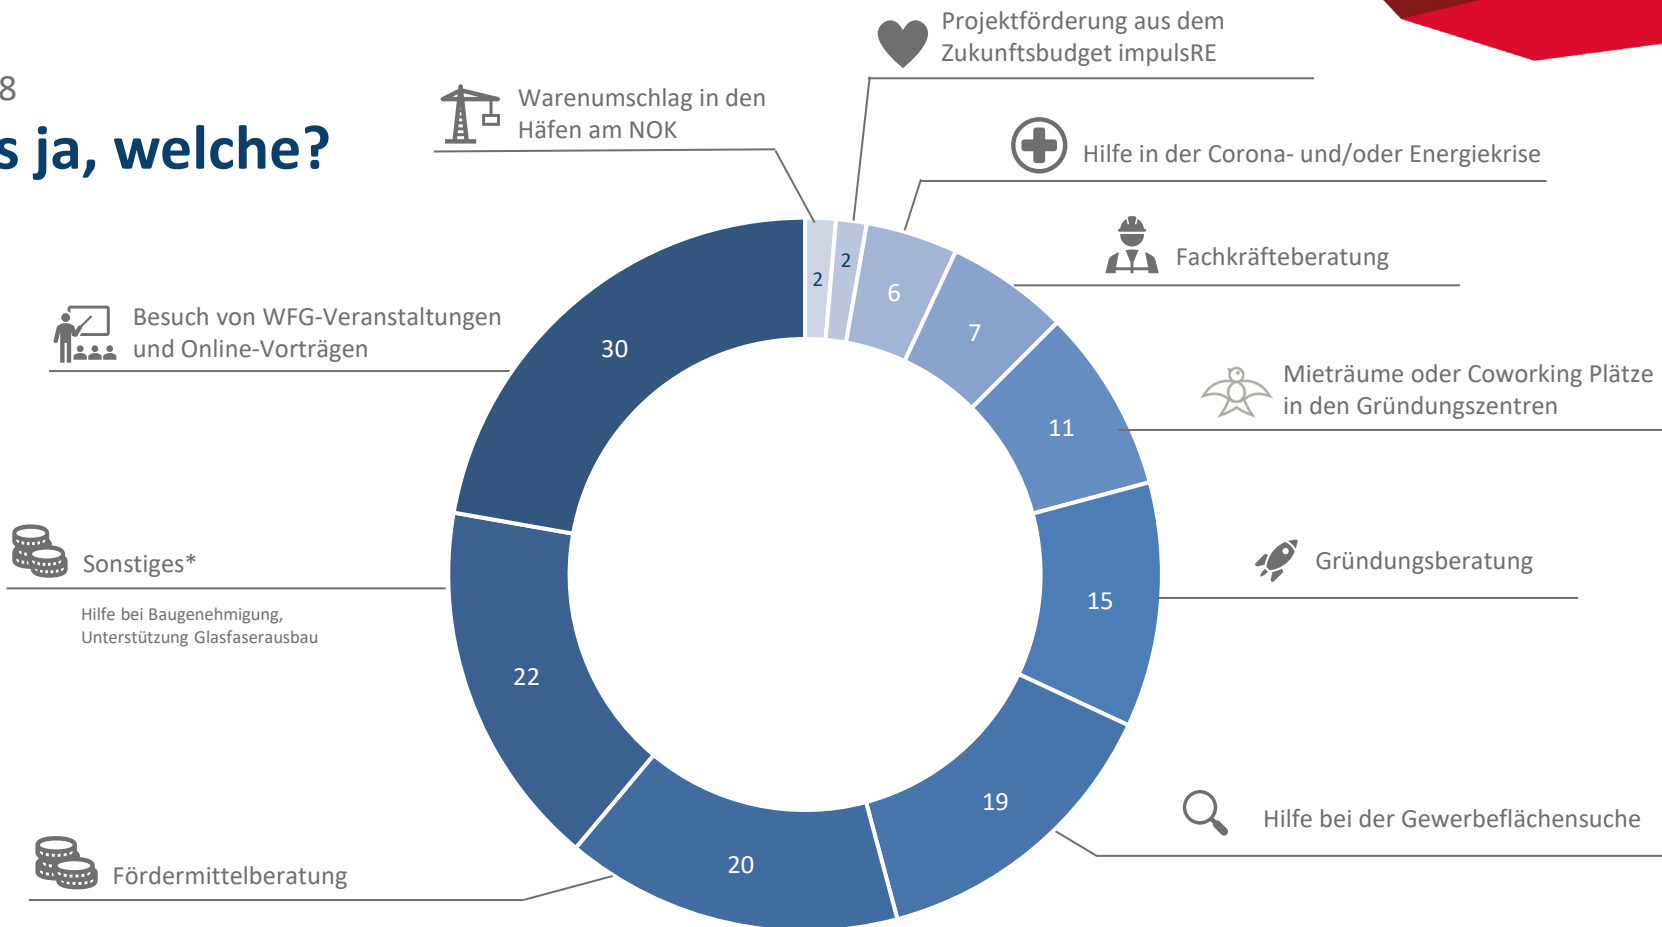 8
s ja, welche?
Projektförderung aus dem
Zukunftsbudget impulsRE
Warenumschlag in den
Häfen am NOK
Hilfe in der Corona- und/oder Energiekrise
Fachkräfteberatung
Besuch von WFG-Veranstaltungen
und Online-Vorträgen
Mieträume oder Coworking Plätze
in den Gründungszentren
Sonstiges*
Hilfe bei Baugenehmigung,
Unterstützung Glasfaserausbau
Gründungsberatung
Hilfe bei der Gewerbeflächensuche
Fördermittelberatung
2
2
6
7
11
15
19
20
22
30